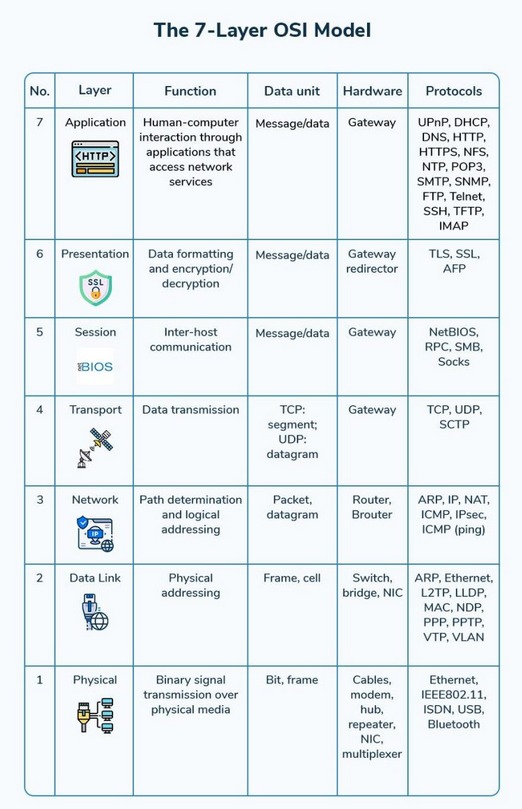 The 7-Layer OSI Model
No.
Layer
Function
Data unit
Hardware
Protocols
7
Application
<HTTP>
Human-computer
interaction through
applications that
access network
services
Message/data
Gateway
UPnP, DHCP,
DNS, HTTP,
HTTPS, NFS,
NTP, POP3,
SMTP, SNMP,
FTP, Telnet,
SSH, TFTP,
IMAP
6
Presentation
SSL
Data formatting
and encryption/
decryption
Message/data
Gateway
redirector
TLS, SSL,
AFP
5
Session
BIOS
Inter-host
communication
Message/data
Gateway
NetBIOS,
RPC, SMB,
Socks
4
Transport
Data transmission
TCP:
segment;
UDP:
datagram
Gateway
TCP, UDP,
SCTP
3
Network
IP
Path determination
and logical
addressing
Packet,
datagram
Router,
Brouter
ARP, IP, NAT,
ICMP, IPsec,
ICMP (ping)
2
Data Link
Physical
addressing
Frame, cell
Switch,
bridge, NIC
ARP, Ethernet,
L2TP, LLDP,
MAC, NDP,
PPP, PPTP,
VTP, VLAN
1
Physical
Binary signal
transmission over
physical media
Bit, frame
Cables,
modem,
hub,
repeater,
NIC,
multiplexer
Ethernet,
IEEE802.11,
ISDN, USB,
Bluetooth